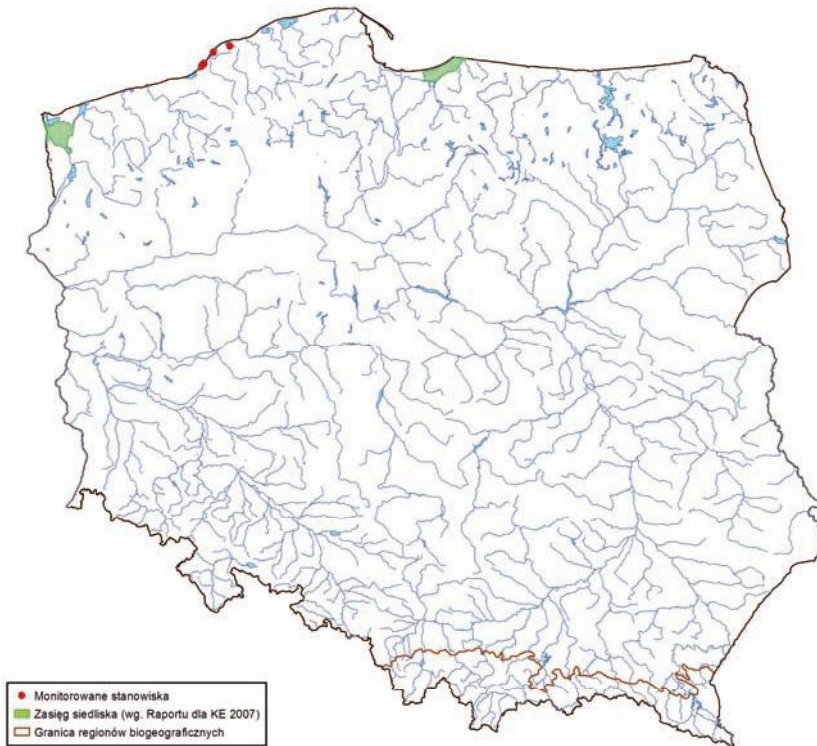 Monitorowane stanowiska
Zasięg siedliska (wg. Raportu dla KE 2007)
Granica regionów biogeograficznych